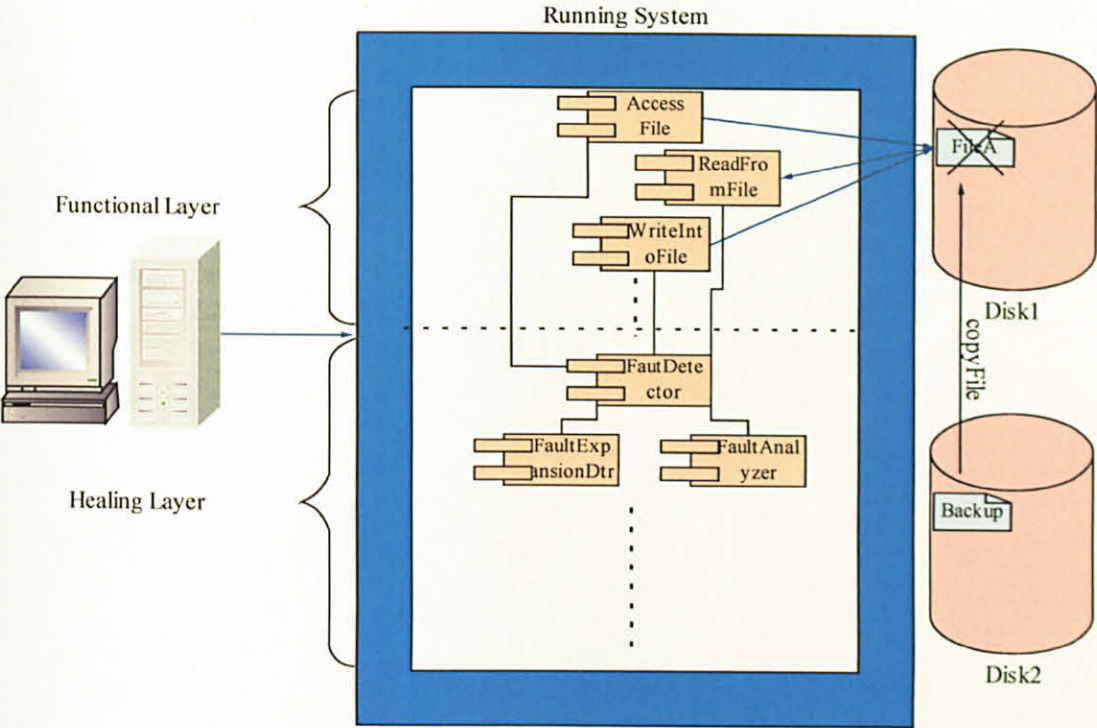 Running System
Access
File
FileA
ReadFro
mFile
Functional Layer
WriteInt
oFile
Disk1
copyFile
FautDete
ctor
FaultExp
ansionDtr
FaultAnal
yzer
Healing Layer
Backup
Disk2